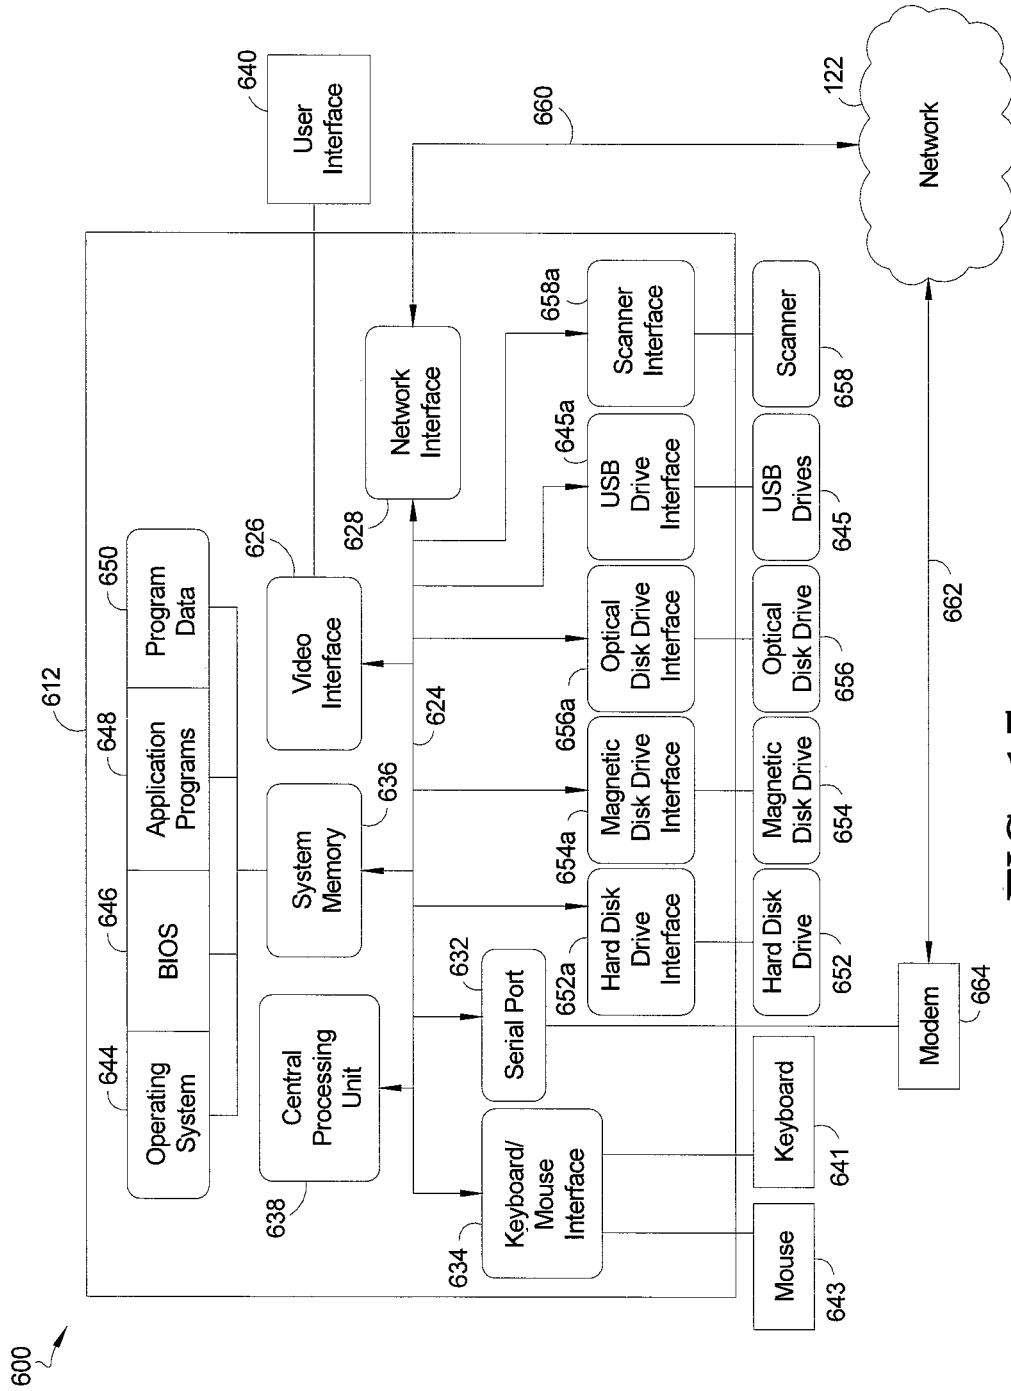 600
612
644
646
648
650
Operating
System
BIOS
Application
Programs
Program
Data
638
Central
Processing
Unit
System
Memory
636
Video
Interface
626
User
Interface
640
624
628
Network
Interface
634
Keyboard/
Mouse
Interface
Serial Port
632
660
652a
Hard Disk
Drive
Interface
654a
Magnetic
Disk Drive
Interface
656a
Optical
Disk Drive
Interface
645a
USB
Drive
Interface
658a
Scanner
Interface
Mouse
643
Keyboard
641
Hard Disk
Drive
652
Magnetic
Disk Drive
654
Optical
Disk Drive
656
USB
Drives
645
Scanner
658
122
Network
Modem
664
662